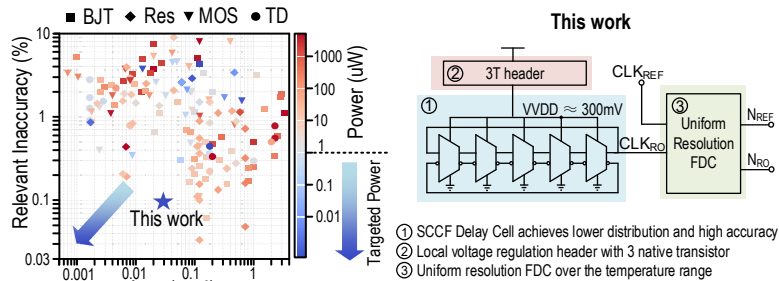 ■ BJT ◆ Res ▼ MOS ● TD
Relevant Inaccuracy (%)
10
1
0.1
0.03
0.001
0.01
0.1
1
This work
1000
100
10
1
0.1
0.01
Power (uW)
Targeted Power
This work
② 3T header
①
VVDD ≈ 300mV
CLKREF
CLKRO
③
Uniform
Resolution
FDC
NREF
NRO
① SCCF Delay Cell achieves lower distribution and high accuracy
② Local voltage regulation header with 3 native transistor
③ Uniform resolution FDC over the temperature range